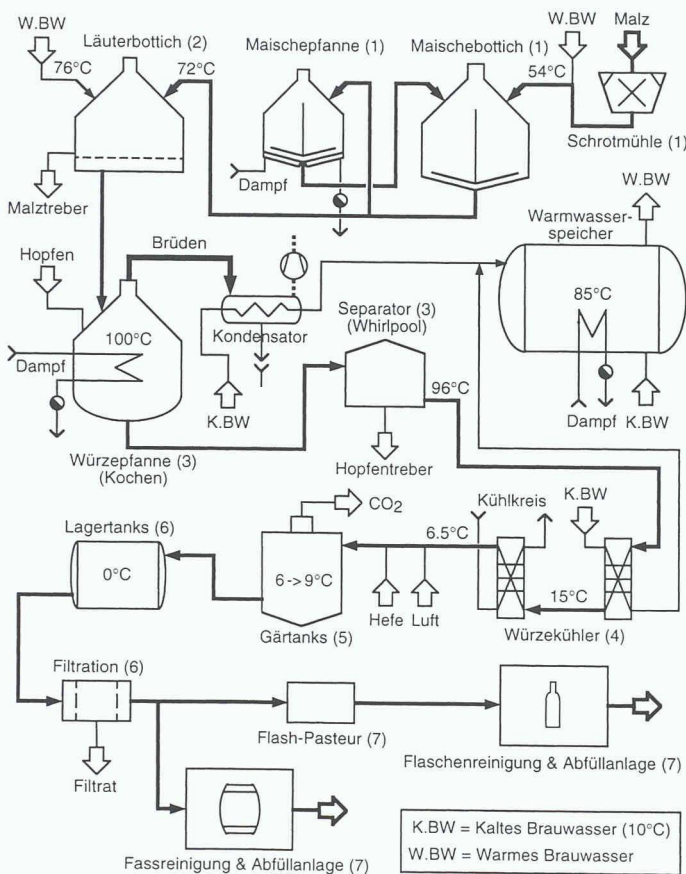 W.BW
Läuterbottich (2)
Maischepfanne (1)
Maischebottich (1)
W.BW
Malz
76°C
72°C
54°C
Schrotmühle (1)
Dampf
Malztreber
W.BW
Warmwasser-
speicher
Hopfen
Brüden
85°C
Separator (3)
(Whirlpool)
100°C
Kondensator
Dampf
96°C
K.BW
Dampf
K.BW
Hopfentreber
Würzepfanne (3)
(Kochen)
CO2
Kühlkreis
K.BW
Lagertanks (6)
6.5°C
0°C
6->9°C
15°C
Hefe
Luft
Gärtanks (5)
Würzekühler (4)
Filtration (6)
Flash-Pasteur (7)
Flaschenreinigung & Abfüllanlage (7)
Filtrat
Fassreinigung & Abfüllanlage (7)
K.BW = Kaltes Brauwasser (10°C)
W.BW = Warmes Brauwasser